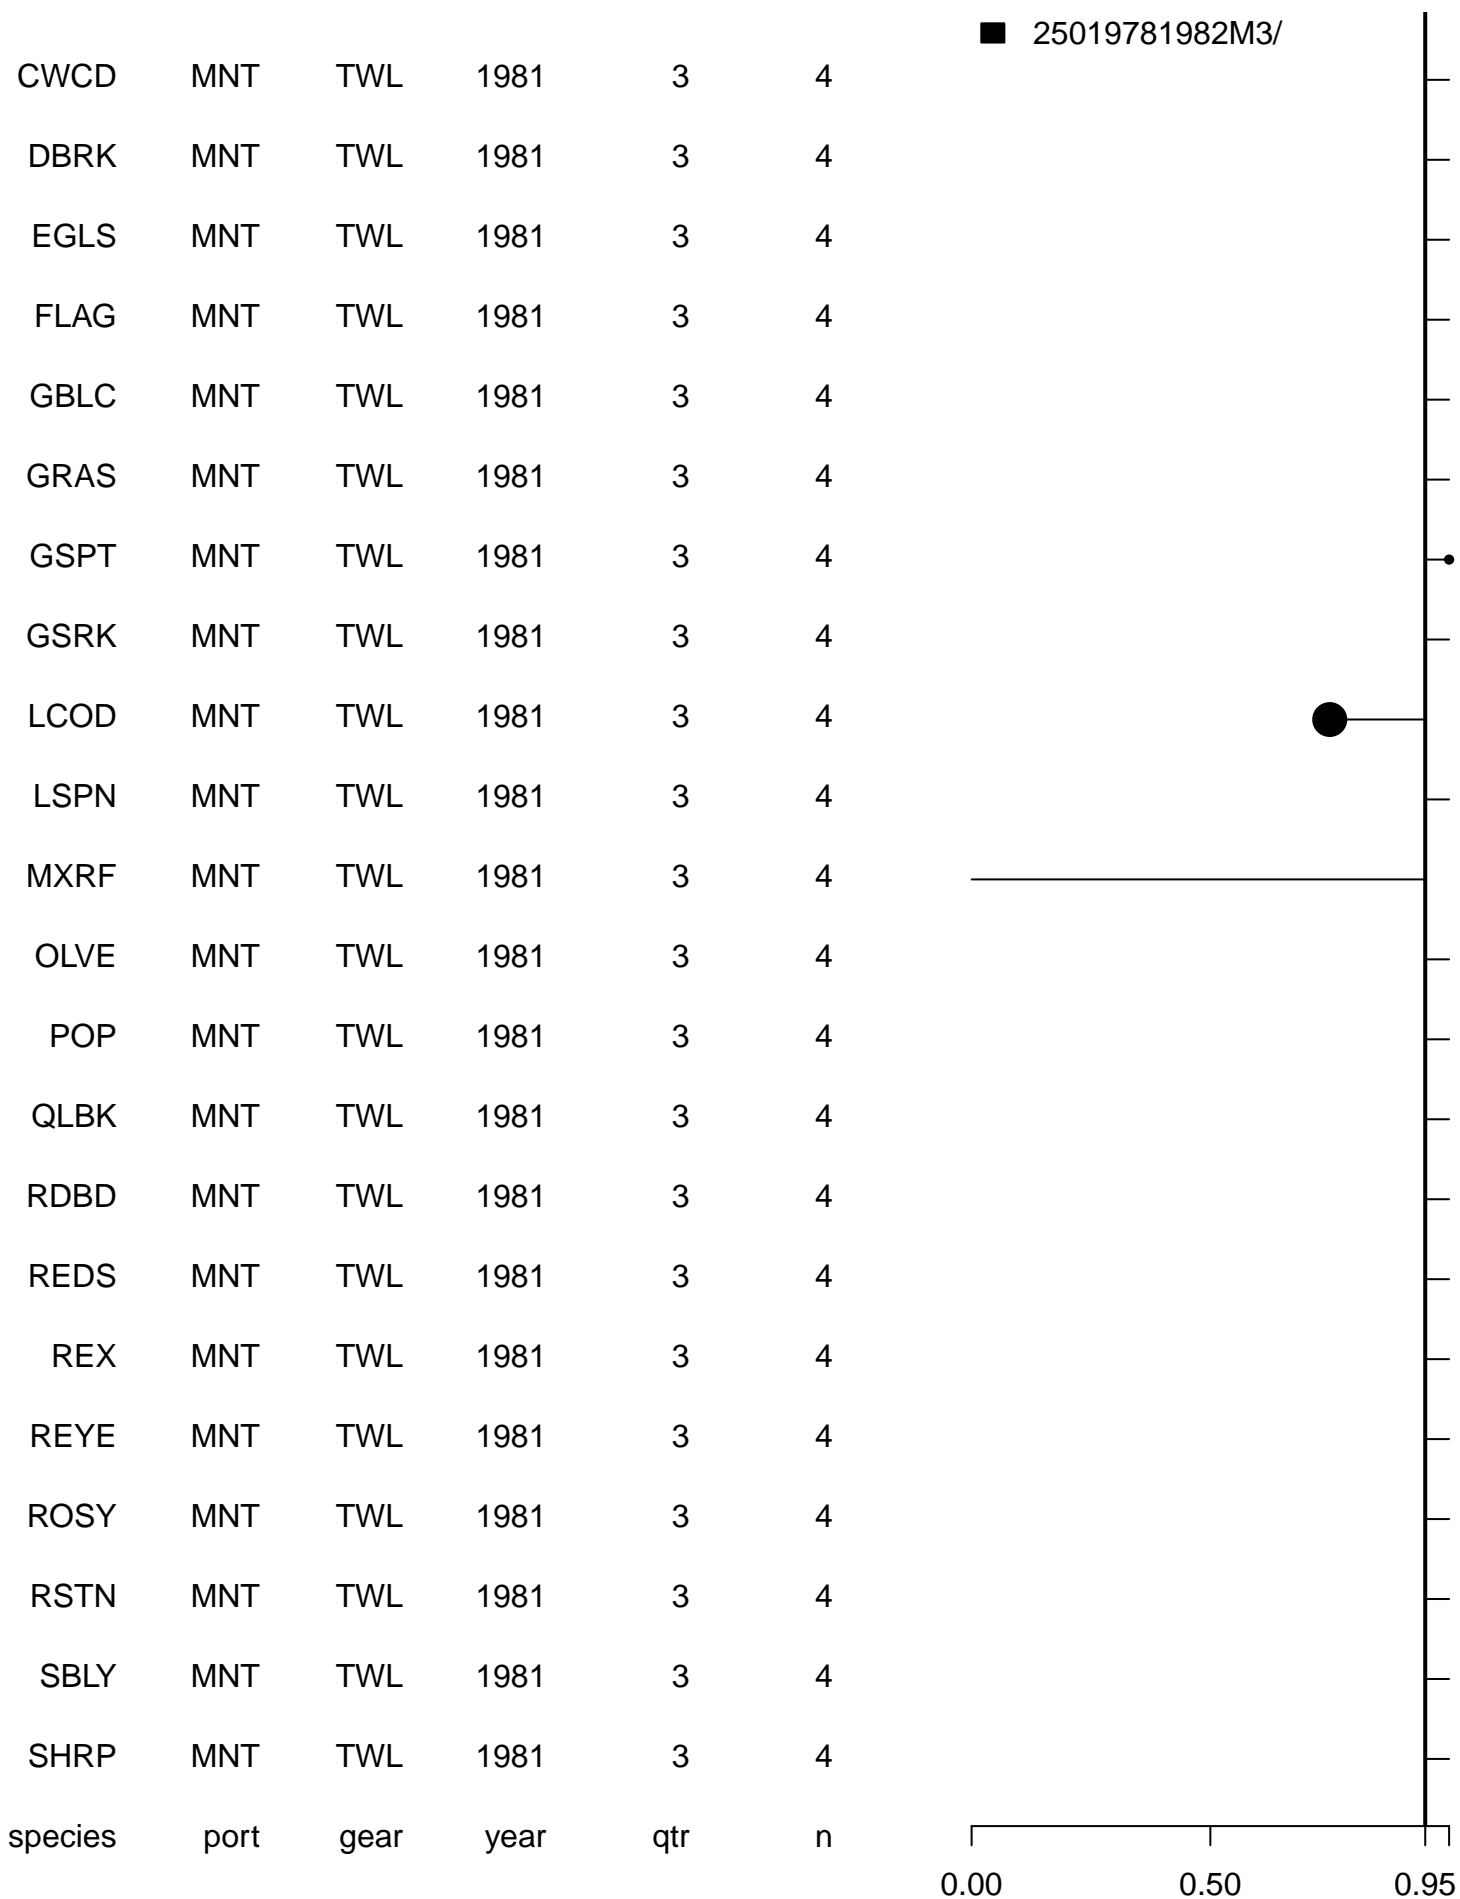 25019781982M3/
CWCD MNT TWL 1981 3 4
DBRK MNT TWL 1981 3 4
EGLS MNT TWL 1981 3 4
FLAG MNT TWL 1981 3 4
GBLC MNT TWL 1981 3 4
GRAS MNT TWL 1981 3 4
GSPT MNT TWL 1981 3 4
GSRK MNT TWL 1981 3 4
LCOD MNT TWL 1981 3 4
LSPN MNT TWL 1981 3 4
MXRF MNT TWL 1981 3 4
OLVE MNT TWL 1981 3 4
POP MNT TWL 1981 3 4
QLBK MNT TWL 1981 3 4
RDBD MNT TWL 1981 3 4
REDS MNT TWL 1981 3 4
REX MNT TWL 1981 3 4
REYE MNT TWL 1981 3 4
ROSY MNT TWL 1981 3 4
RSTN MNT TWL 1981 3 4
SBLY MNT TWL 1981 3 4
SHRP MNT TWL 1981 3 4
species port gear year qtr n
0.00 0.50 0.95